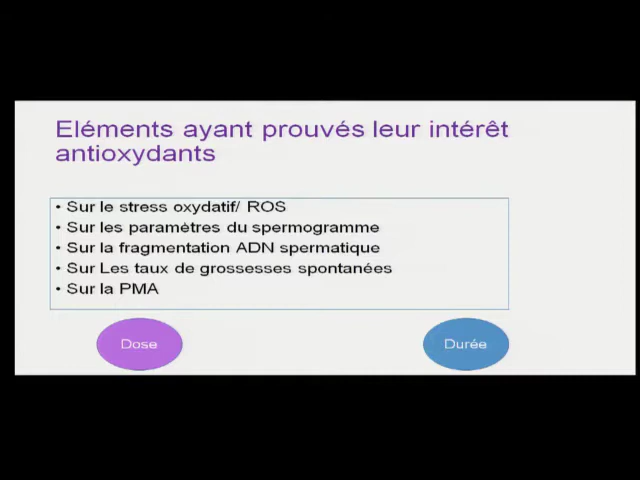 Eléments ayant prouvés leur intérêt
antioxydants
• Sur le stress oxydatif/ ROS
• Sur les paramètres du spermogramme
• Sur la fragmentation ADN spermatique
• Sur Les taux de grossesses spontanées
• Sur la PMA
Dose
Durée